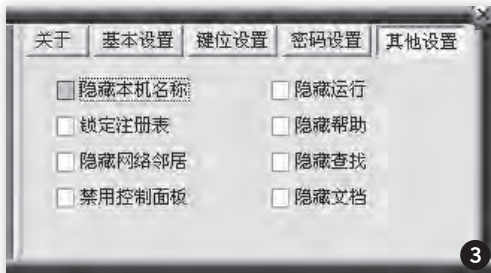 关于 基本设置 键位设置 密码设置 其他设置
隐藏本机名称 隐藏运行
锁定注册表 隐藏帮助
隐藏网络邻居 隐藏查找
禁用控制面板 隐藏文档
3